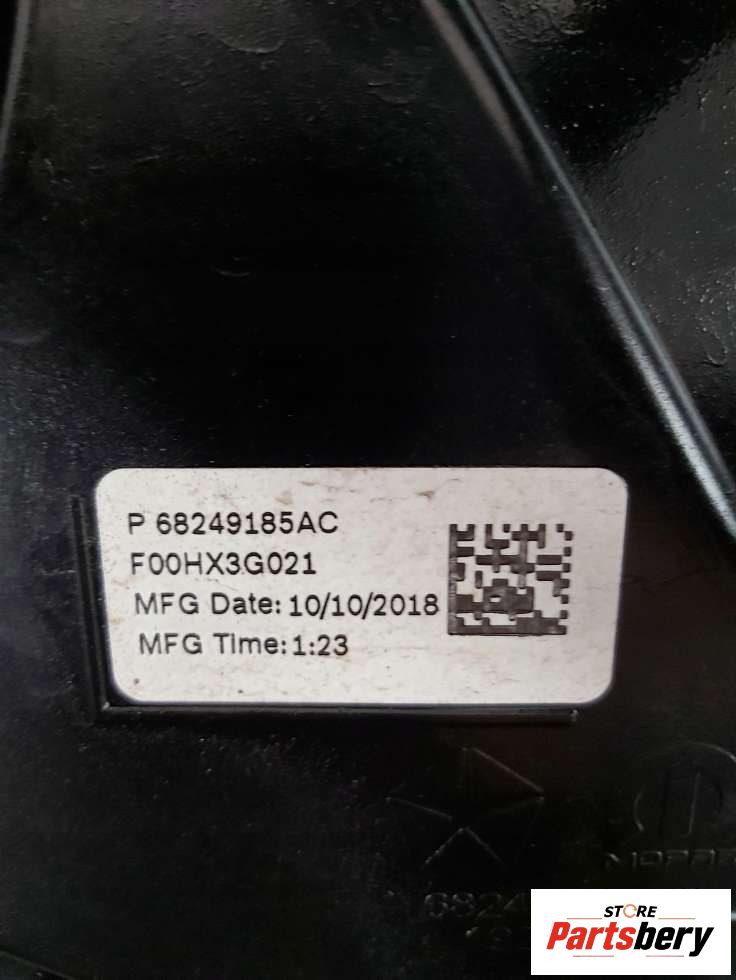 P 68249185AC
F00HX3G021
MFG Date: 10/10/2018
MFG Time: 1:23
STORE
Partsbery